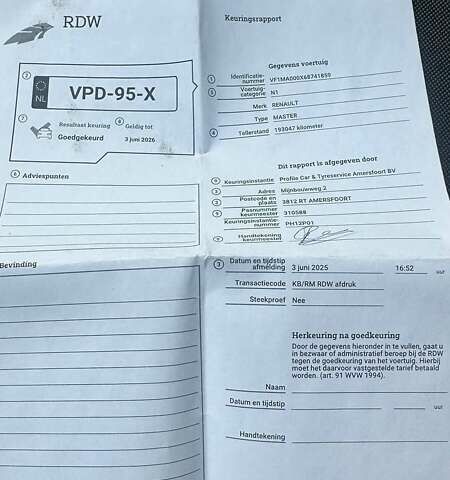 RDW
Keuringsrapport
NL
VPD-95-X
Resultaat keuring
Goedgekeurd
Geldig tot
3 juni 2026
Adviespunten
Bevinding
Gegevens voertuig
Identificatie-
nummer VF1MA000X68741859
Voertuig-
categorie N1
Merk RENAULT
Type MASTER
Tellerstand 193047 kilometer
Dit rapport is afgegeven door
Keuringsinstantie Profile Car & Tyreservice Amersfoort BV
Adres Mijnbouwweg 2
Postcode en
plaats 3812 RT AMERSFOORT
Pasnummer
keurmeester 310588
Keuringsinstantie-
nummer PH12P01
Handtekening
keurmeester
Datum en tijdstip
afmelding 3 juni 2025 16:52 uur
Transactiecode KB/RM RDW afdruk
Steekproef Nee
Herkeuring na goedkeuring
Door de gegevens hieronder in te vullen, gaat u
in bezwaar of administratief beroep bij de RDW
tegen de goedkeuring van het voertuig. Hierbij
moet het daarvoor vastgestelde tarief betaald
worden. (art. 91 WVW 1994).
Naam
Datum en tijdstip uur
Handtekening